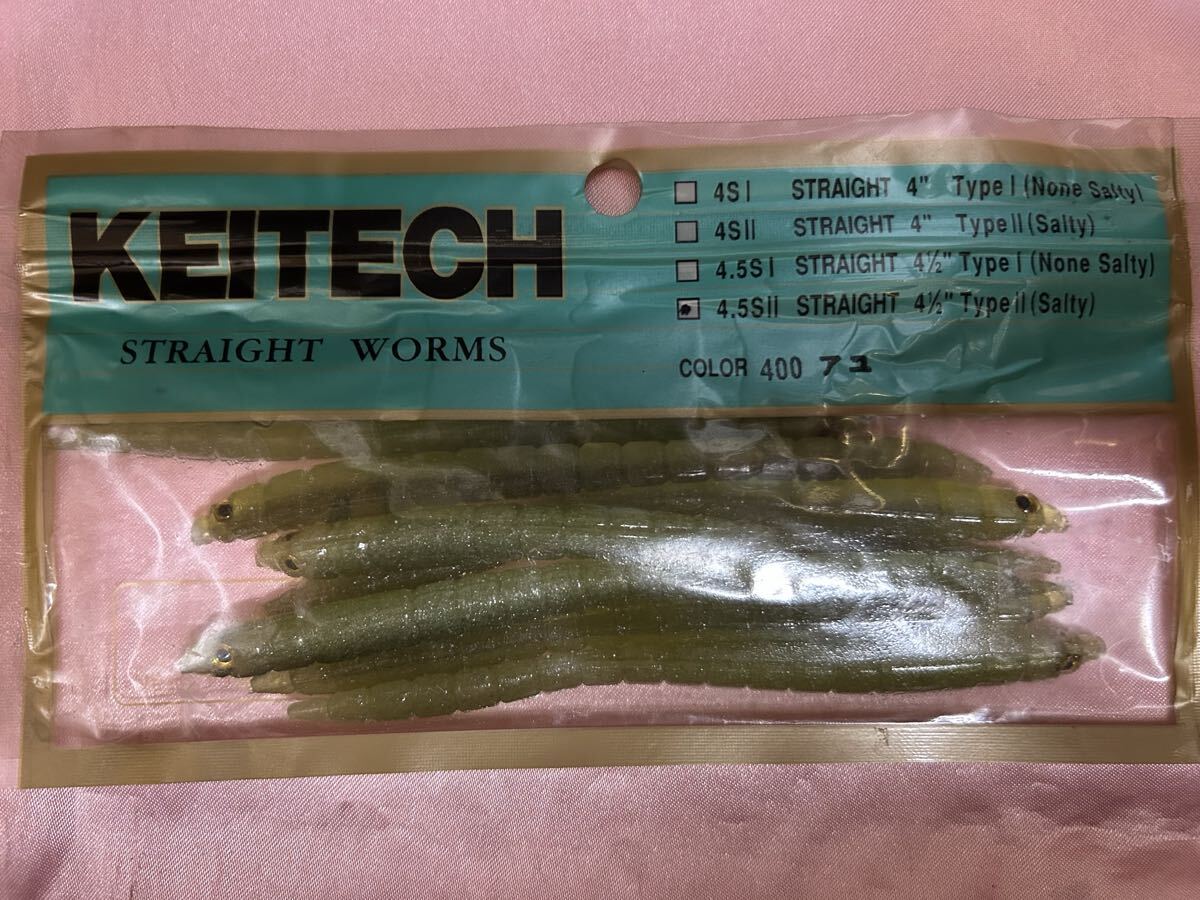 KEITECH
STRAIGHT WORMS
4S I STRAIGHT 4" Type I (None Salty)
4S II STRAIGHT 4" Type II (Salty)
4.5S I STRAIGHT 4½" Type I (None Salty)
4.5S II STRAIGHT 4½" Type II (Salty)
COLOR 400 71